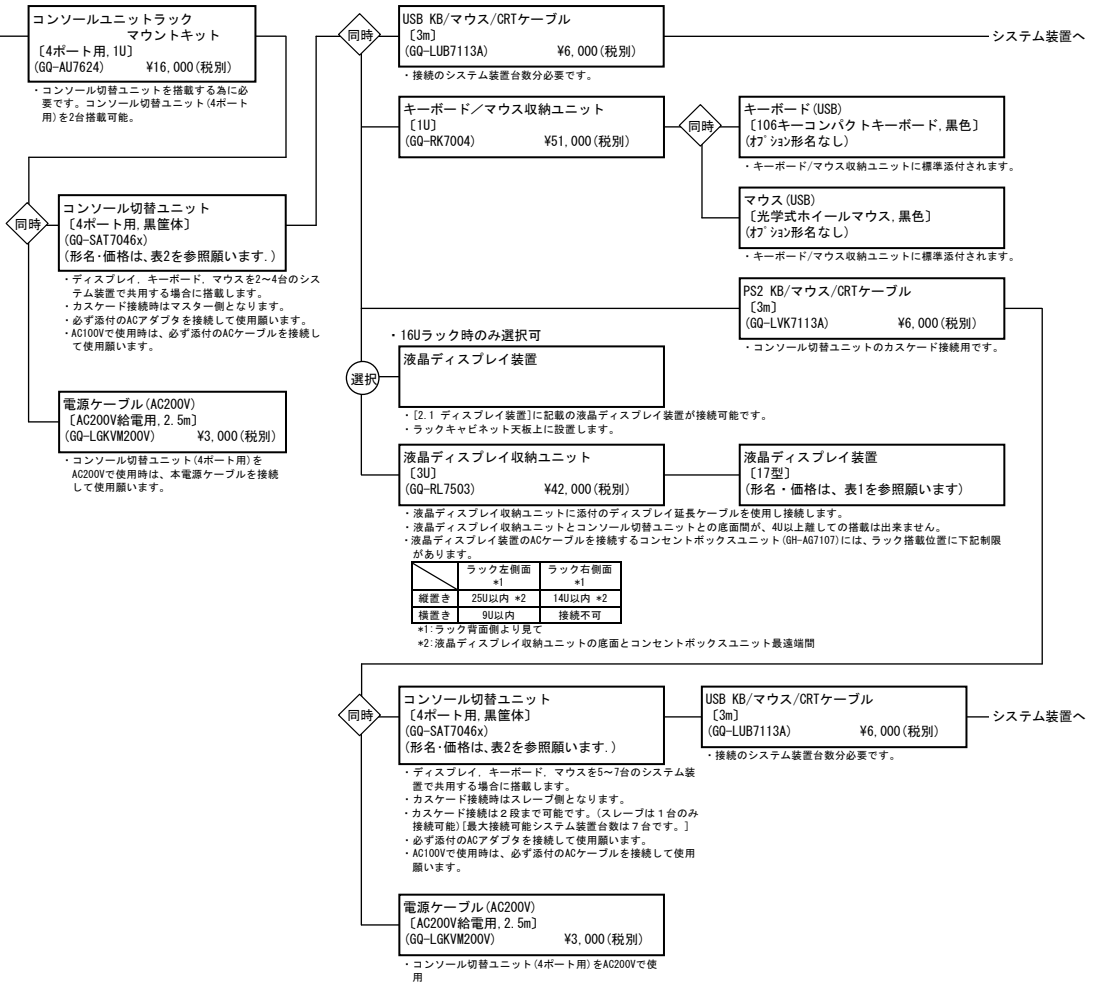 コンソールユニットラック
マウントキット
〔4ポート用, 1U〕
(GQ-AU7624) ¥16,000(税別)
・コンソール切替ユニットを搭載する為に必
要です。コンソール切替ユニット(4ポート
用)を2台搭載可能。
同時
コンソール切替ユニット
〔4ポート用, 黒筐体〕
(GQ-SAT7046x)
(形名・価格は、表2を参照願います.)
・ディスプレイ, キーボード, マウスを2～4台のシス
テム装置で共用する場合に搭載します。
・カスケード接続時はマスター側となります。
・必ず添付のACアダプタを接続して使用願います。
・AC100Vで使用時は、必ず添付のACケーブルを接続し
て使用願います。
電源ケーブル(AC200V)
〔AC200V給電用, 2.5m〕
(GQ-LGKVM200V) ¥3,000(税別)
・コンソール切替ユニット(4ポート用)を
AC200Vで使用時は、本電源ケーブルを接続
して使用願います。
同時
USB KB/マウス/CRTケーブル
〔3m〕
(GQ-LUB7113A) ¥6,000(税別)
・接続のシステム装置台数分必要です。
システム装置へ
キーボード／マウス収納ユニット
〔1U〕
(GQ-RK7004) ¥51,000(税別)
同時
キーボード(USB)
〔106キーコンパクトキーボード, 黒色〕
(ｵﾌﾟｼｮﾝ形名なし)
・キーボード/マウス収納ユニットに標準添付されます。
マウス(USB)
〔光学式ホイールマウス, 黒色〕
(ｵﾌﾟｼｮﾝ形名なし)
・キーボード/マウス収納ユニットに標準添付されます。
PS2 KB/マウス/CRTケーブル
〔3m〕
(GQ-LVK7113A) ¥6,000(税別)
・コンソール切替ユニットのカスケード接続用です。
・16Uラック時のみ選択可
選択
液晶ディスプレイ装置
・[2.1 ディスプレイ装置]に記載の液晶ディスプレイ装置が接続可能です。
・ラックキャビネット天板上に設置します。
液晶ディスプレイ収納ユニット
〔3U〕
(GQ-RL7503) ¥42,000(税別)
液晶ディスプレイ装置
〔17型〕
(形名・価格は、表1を参照願います)
・液晶ディスプレイ収納ユニットに添付のディスプレイ延長ケーブルを使用し接続します。
・液晶ディスプレイ収納ユニットとコンソール切替ユニットとの底面間が、4U以上離しての搭載は出来ません。
・液晶ディスプレイ装置のACケーブルを接続するコンセントボックスユニット(GH-AG7107)には、ラック搭載位置に下記制限
があります。
ラック左側面 ラック右側面
*1 *1
縦置き 25U以内 *2 14U以内 *2
横置き 9U以内 接続不可
*1:ラック背面側より見て
*2:液晶ディスプレイ収納ユニットの底面とコンセントボックスユニット最遠端間
同時
コンソール切替ユニット
〔4ポート用, 黒筐体〕
(GQ-SAT7046x)
(形名・価格は、表2を参照願います.)
・ディスプレイ, キーボード, マウスを5～7台のシステム装
置で共用する場合に搭載します。
・カスケード接続時はスレーブ側となります。
・カスケード接続は２段まで可能です。(スレーブは１台のみ
接続可能)[最大接続可能システム装置台数は７台です。]
・必ず添付のACアダプタを接続して使用願います。
・AC100Vで使用時は、必ず添付のACケーブルを接続して使用
願います。
USB KB/マウス/CRTケーブル
〔3m〕
(GQ-LUB7113A) ¥6,000(税別)
・接続のシステム装置台数分必要です。
システム装置へ
電源ケーブル(AC200V)
〔AC200V給電用, 2.5m〕
(GQ-LGKVM200V) ¥3,000(税別)
・コンソール切替ユニット(4ポート用)をAC200Vで使
用